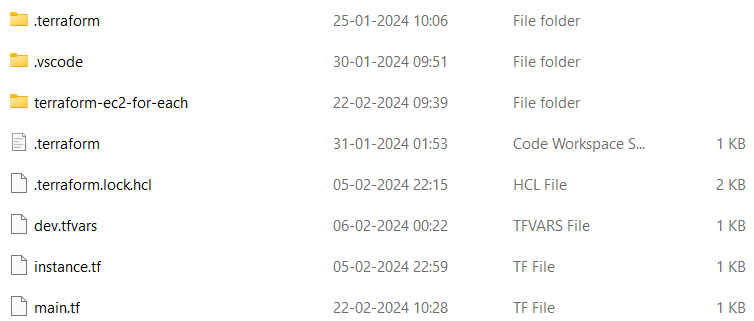 .terraform 25-01-2024 10:06 File folder
.vscode 30-01-2024 09:51 File folder
terraform-ec2-for-each 22-02-2024 09:39 File folder
.terraform 31-01-2024 01:53 Code Workspace S... 1 KB
.terraform.lock.hcl 05-02-2024 22:15 HCL File 2 KB
dev.tfvars 06-02-2024 00:22 TFVARS File 1 KB
instance.tf 05-02-2024 22:59 TF File 1 KB
main.tf 22-02-2024 10:28 TF File 1 KB